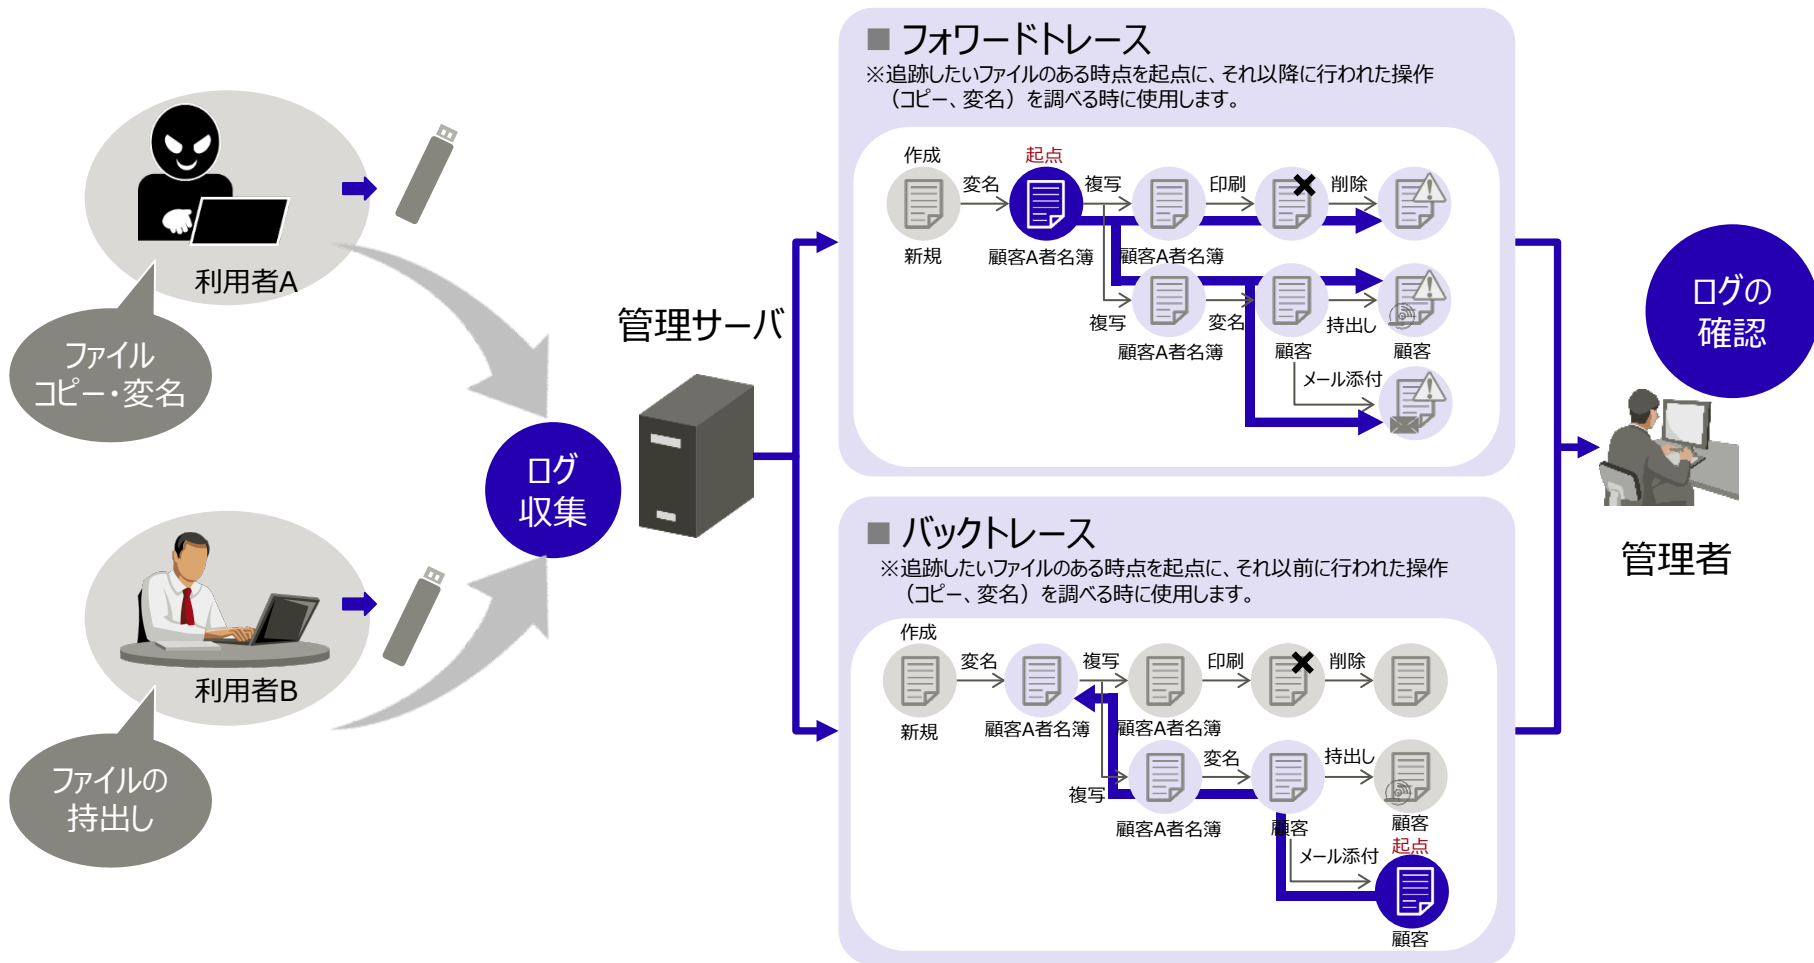 利用者A
ファイル
コピー・変名
利用者B
ファイルの
持出し
ログ
収集
管理サーバ
■ フォワードトレース
※追跡したいファイルのある時点を起点に、それ以降に行われた操作
（コピー、変名）を調べる時に使用します。
作成
起点
変名
複写
印刷
削除
新規
顧客A者名簿
顧客A者名簿
複写
変名
持出し
顧客A者名簿
顧客
顧客
メール添付
■ バックトレース
※追跡したいファイルのある時点を起点に、それ以前に行われた操作
（コピー、変名）を調べる時に使用します。
作成
変名
複写
印刷
削除
新規
顧客A者名簿
顧客A者名簿
複写
変名
持出し
顧客A者名簿
顧客
顧客
起点
メール添付
顧客
ログの
確認
管理者